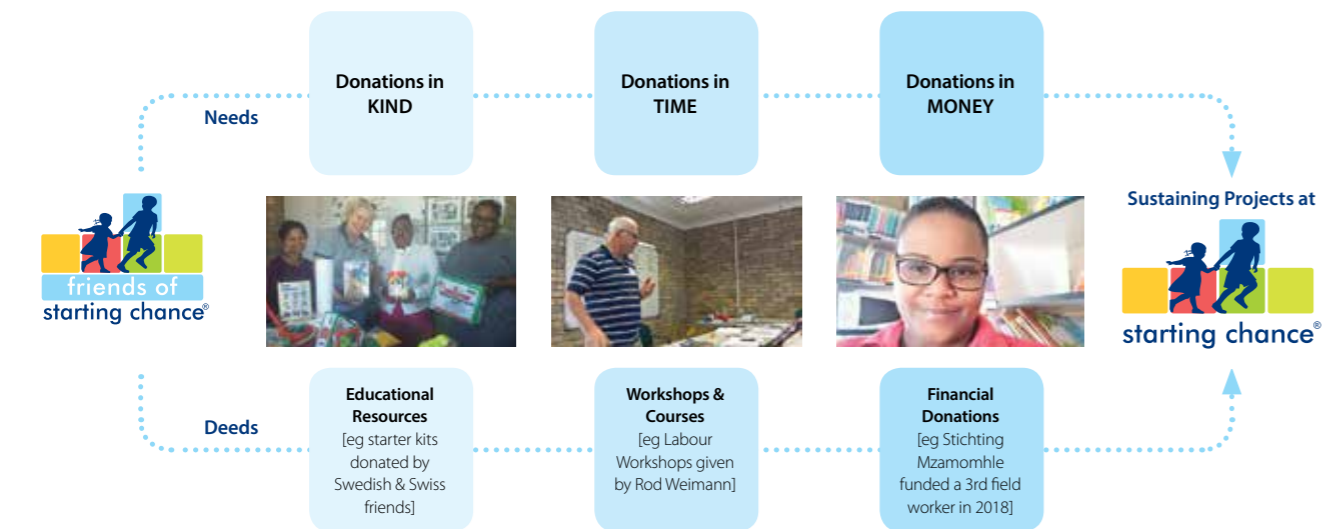 Donations in
KIND
Donations in
TIME
Donations in
MONEY
Needs
friends of
starting chance®
Sustaining Projects at
starting chance®
Deeds
Educational
Resources
[eg starter kits
donated by
Swedish & Swiss
friends]
Workshops &
Courses
[eg Labour
Workshops given
by Rod Weimann]
Financial
Donations
[eg Stichting
Mzamomhle
funded a 3rd field
worker in 2018]